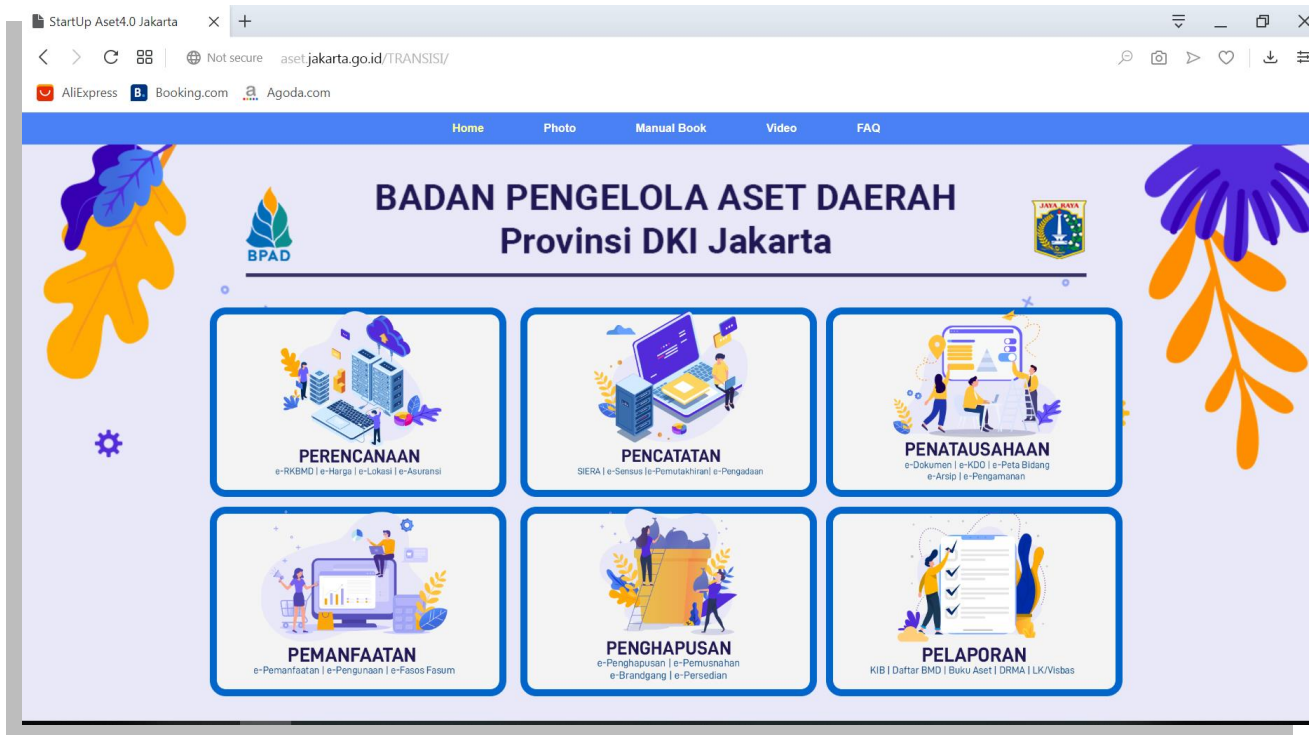 StartUp Aset4.0 Jakarta
Not secure aset.jakarta.go.id/TRANSISI/
AliExpress B. Booking.com a Agoda.com
Home Photo Manual Book Video FAQ
BADAN PENGELOLA ASET DAERAH
Provinsi DKI Jakarta
BPAD
JAYA RAYA
PERENCANAAN
e-RKBMD | e-Harga | e-Lokasi | e-Asuransi
PENCATATAN
SIERA | e-Sensus |e-Pemutakhiran| e-Pengadaan
PENATAUSAHAAN
e-Dokumen | e-KDO | e-Peta Bidang
e-Arsip | e-Pengamanan
PEMANFAATAN
e-Pemanfaatan | e-Pengunaan | e-Fasos Fasum
PENGHAPUSAN
e-Penghapusan | e-Pemusnahan
e-Brandgang | e-Persedian
PELAPORAN
KIB | Daftar BMD | Buku Aset | DRMA | LK/Visbas